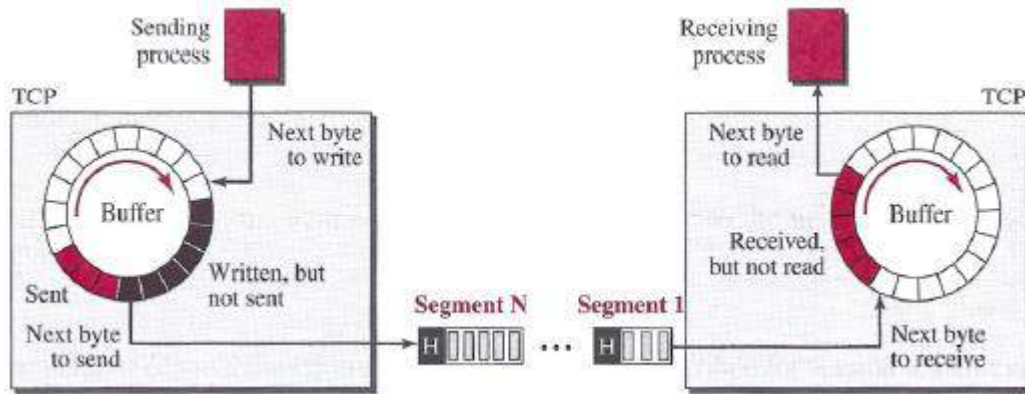 Sending
process
Receiving
process
TCP
TCP
Next byte
to write
Next byte
to read
Buffer
Buffer
Written, but
not sent
Received,
but not read
Sent
Segment N
Segment 1
Next byte
to send
H
...
H
Next byte
to receive